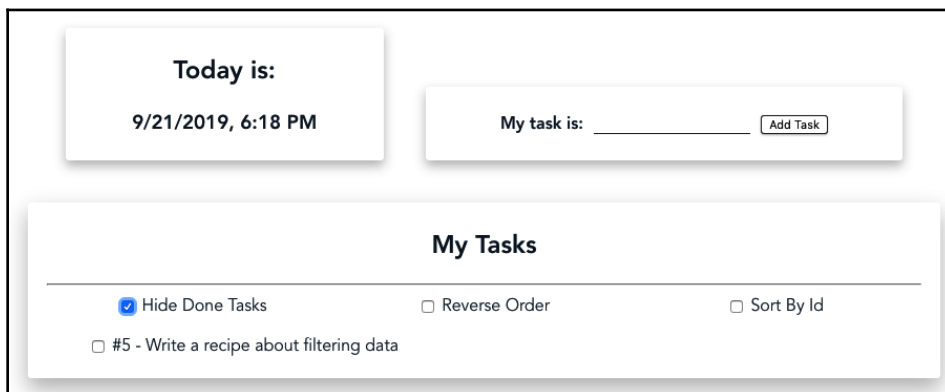 Today is:
9/21/2019, 6:18 PM
My task is: Add Task
My Tasks
Hide Done Tasks Reverse Order Sort By Id
#5 - Write a recipe about filtering data